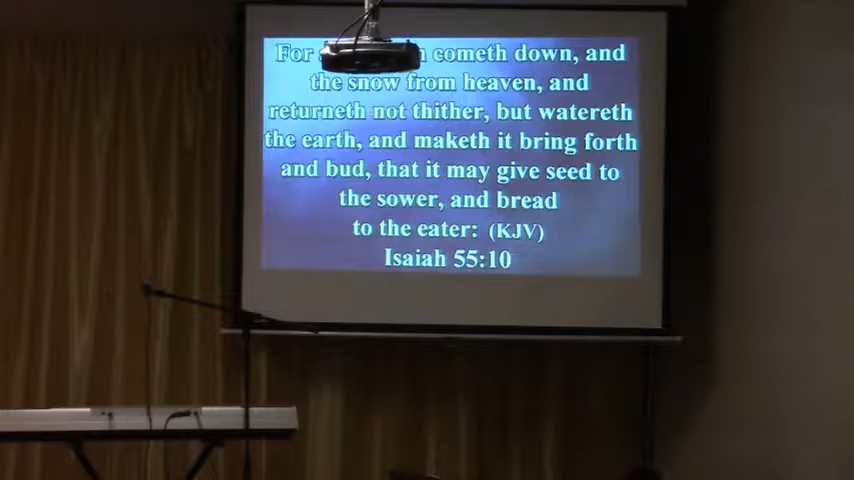 For cometh down, and
the snow from heaven, and
returneth not thither, but watereth
the earth, and maketh it bring forth
and bud, that it may give seed to
the sower, and bread
to the eater: (KJV)
Isaiah 55:10